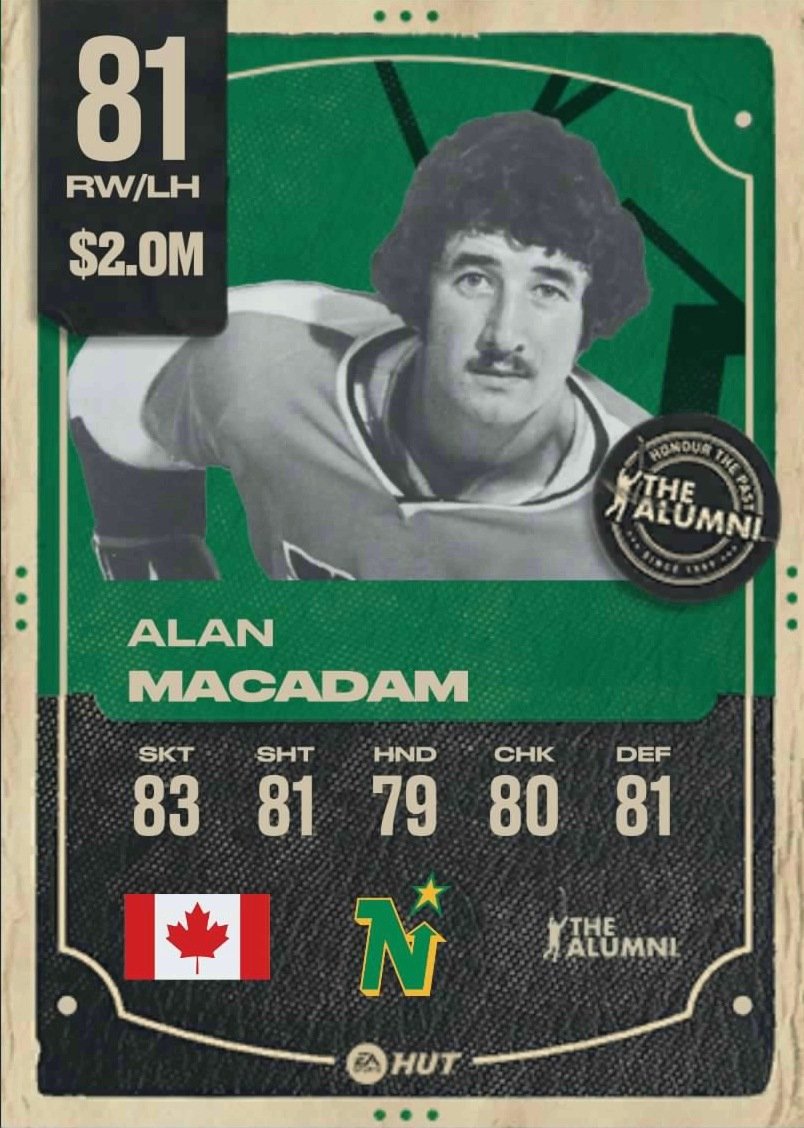 81
RW/LH
$2.0M
HONOUR THE PAST
THE
ALUMNI
ALAN
MACADAM
SKT SHT HND CHK DEF
83 81 79 80 81
N
THE
ALUMNI
EA
HUT